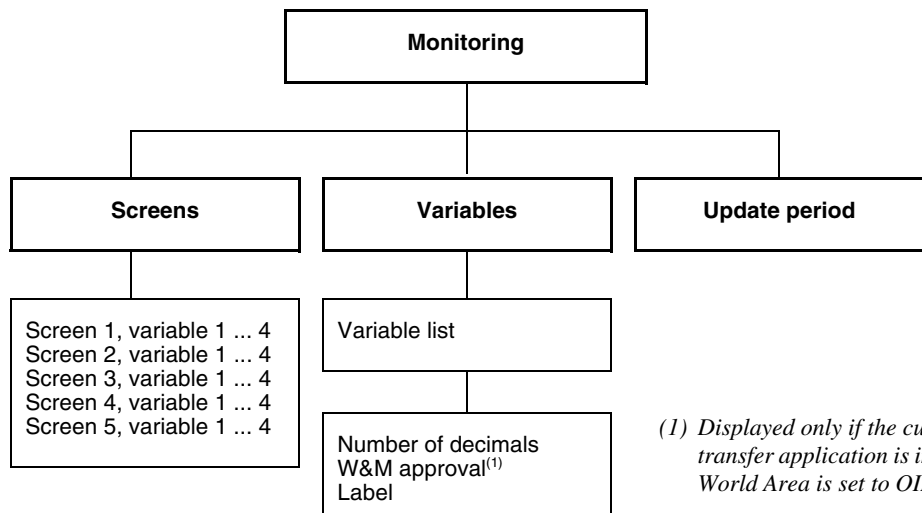 Monitoring
Screens
Variables
Update period
Screen 1, variable 1 ... 4
Screen 2, variable 1 ... 4
Screen 3, variable 1 ... 4
Screen 4, variable 1 ... 4
Screen 5, variable 1 ... 4
Variable list
Number of decimals
W&M approval(1)
Label
(1) Displayed only if the
transfer application is
World Area is set to